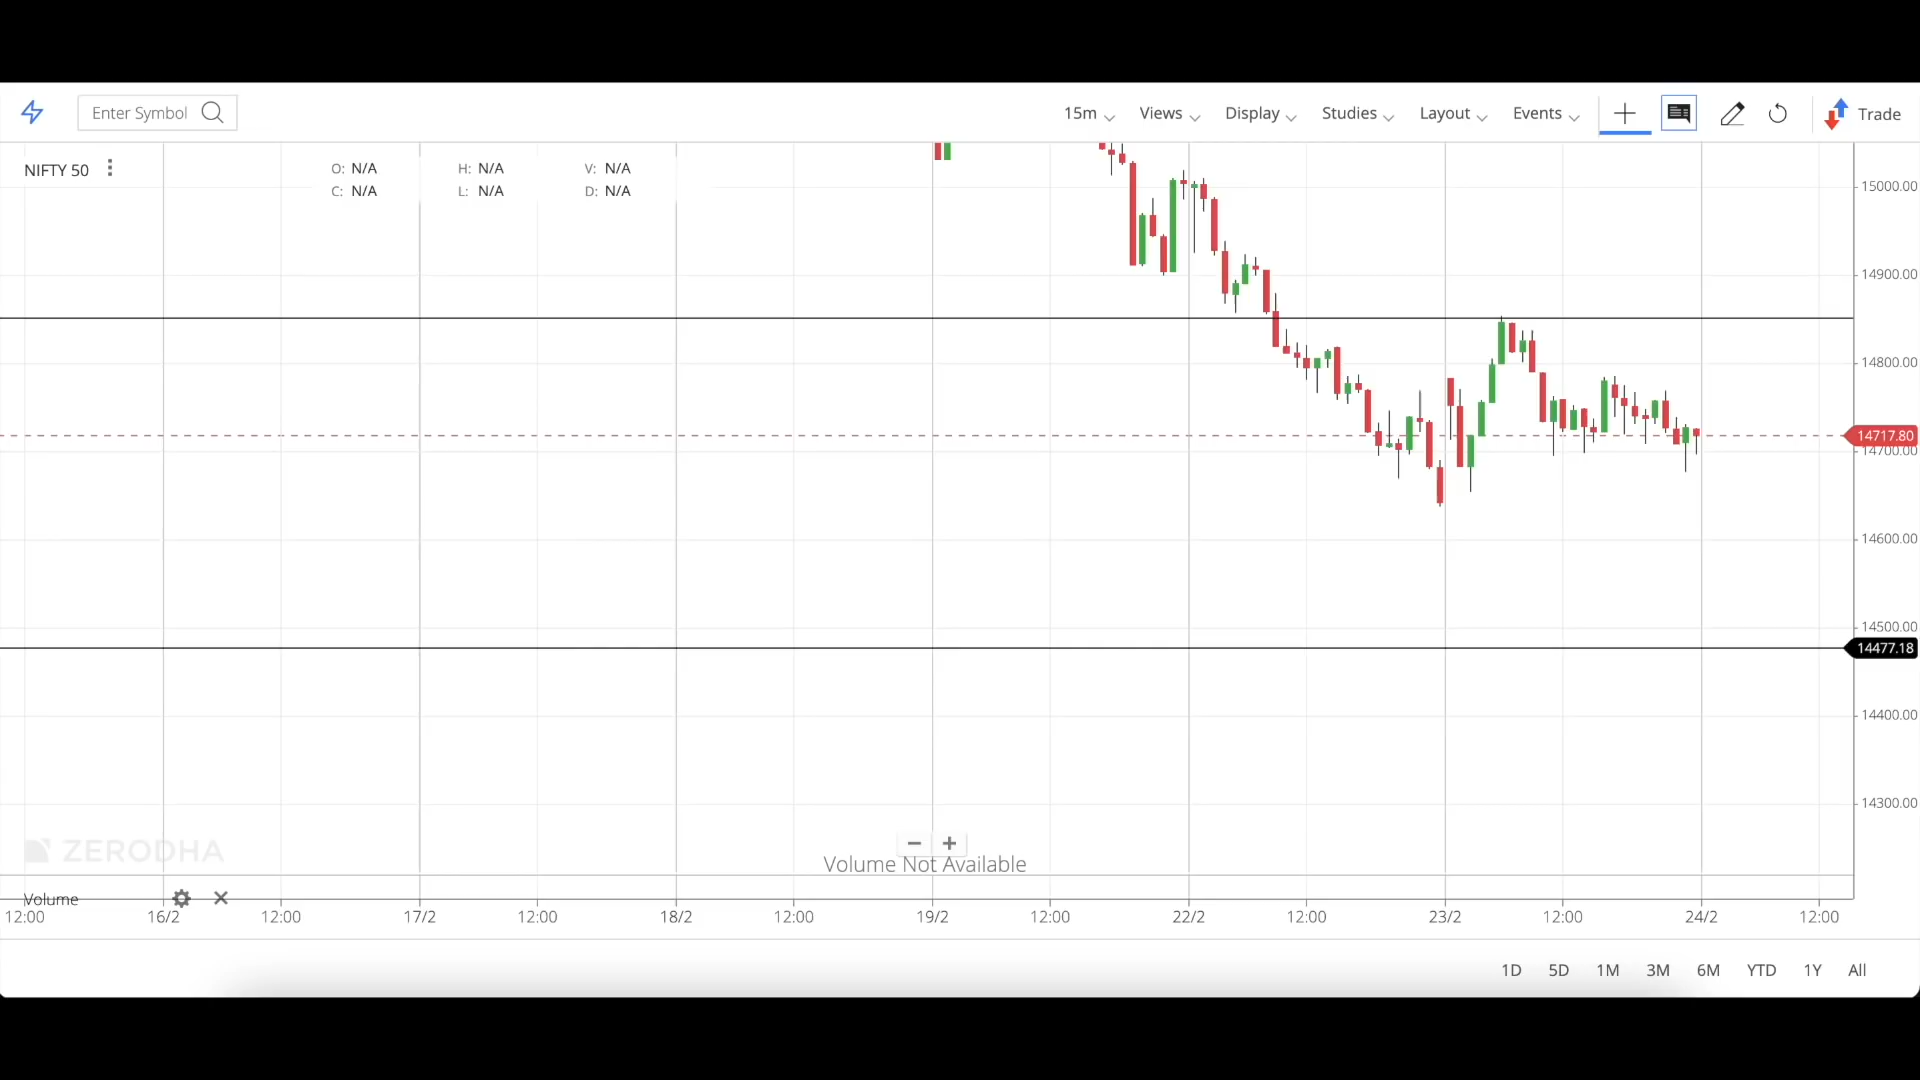 Enter Symbol
15m Views Display Studies Layout Events Trade
NIFTY 50
O: N/A H: N/A V: N/A
C: N/A L: N/A D: N/A
15000.00
14900.00
14800.00
14717.80
14700.00
14600.00
14500.00
14477.18
14400.00
14300.00
ZERODHA
Volume Not Available
Volume
12:00 16/2 12:00 17/2 12:00 18/2 12:00 19/2 12:00 22/2 12:00 23/2 12:00 24/2 12:00
1D 5D 1M 3M 6M YTD 1Y All